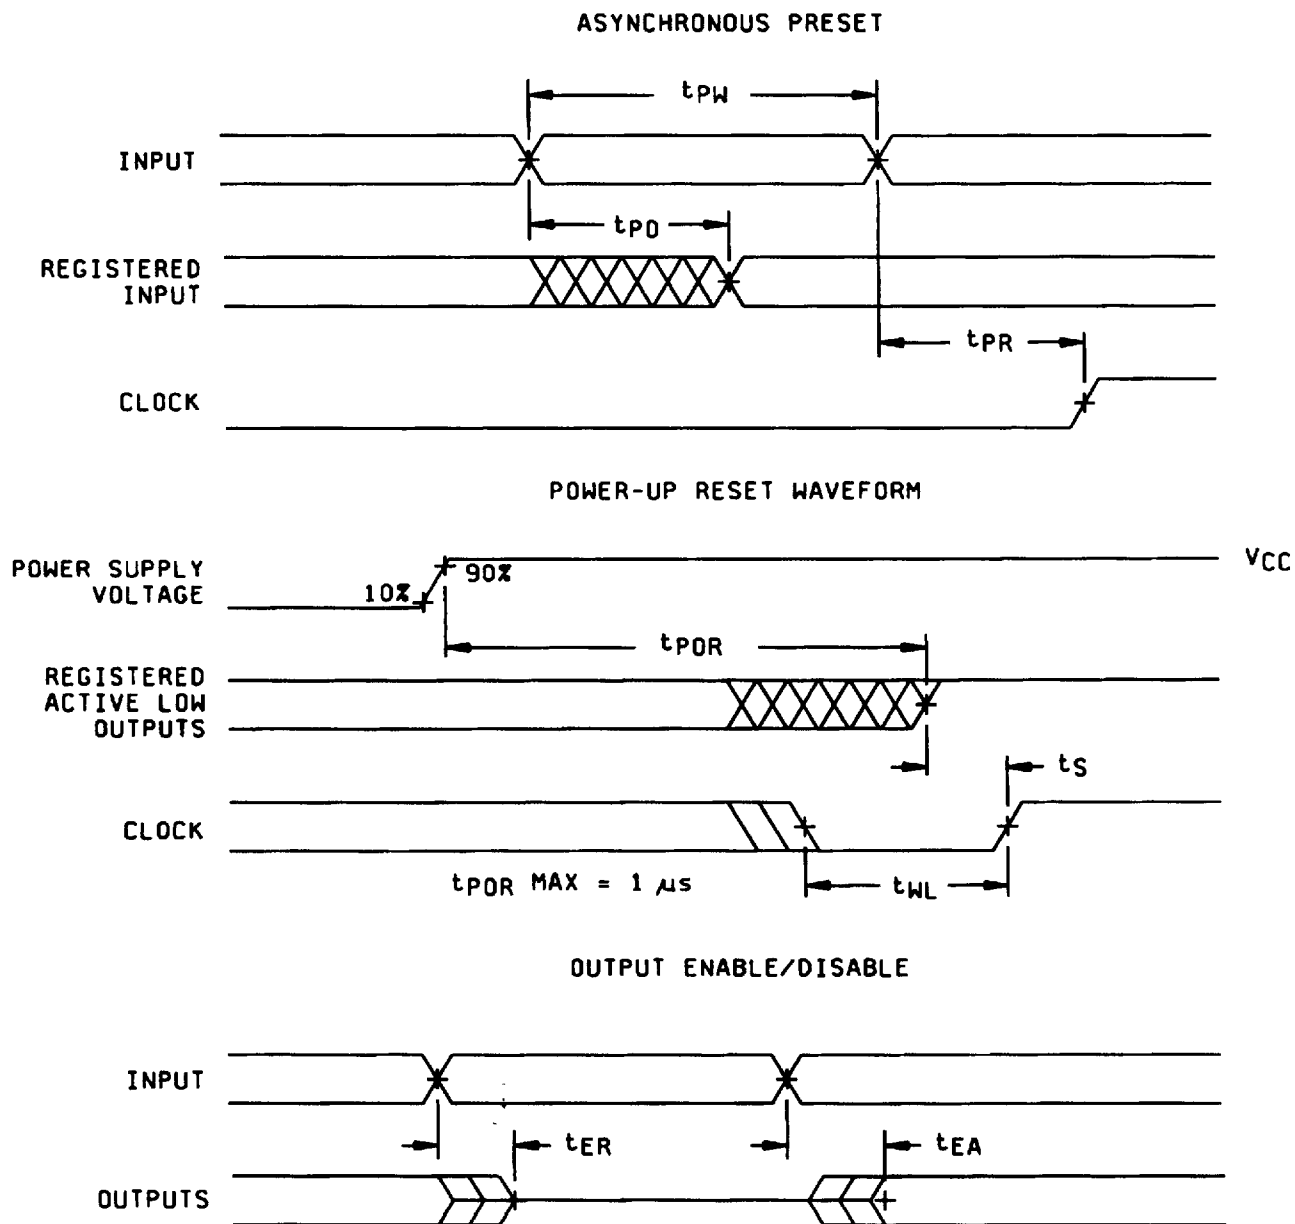 ASYNCHRONOUS PRESET
tPW
INPUT
tPO
REGISTERED
INPUT
tPR
CLOCK
POWER-UP RESET WAVEFORM
POWER SUPPLY
VOLTAGE
10%
90%
VCC
tPOR
REGISTERED
ACTIVE LOW
OUTPUTS
tS
CLOCK
tPOR MAX = 1 µs
tWL
OUTPUT ENABLE/DISABLE
INPUT
tER
tEA
OUTPUTS